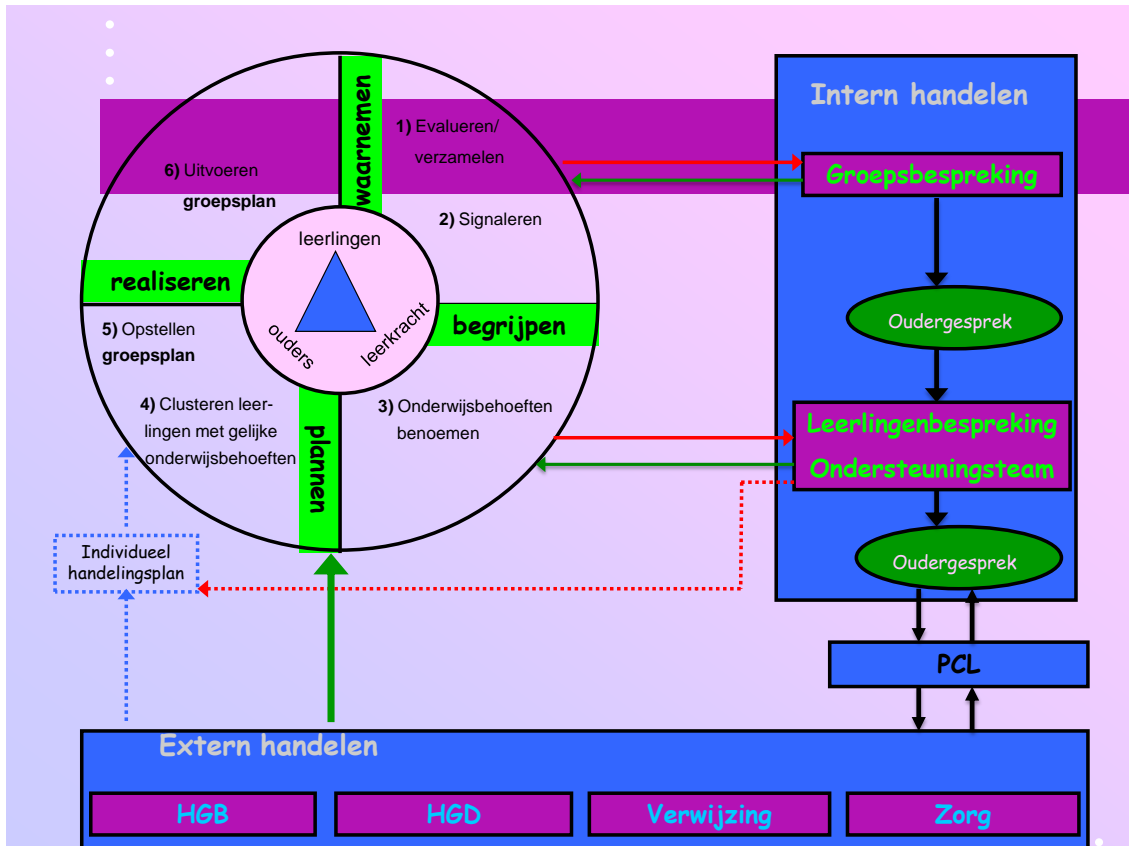 waarnemen
1) Evalueren/
verzamelen
2) Signaleren
begrijpen
3) Onderwijsbehoeften
benoemen
plannen
4) Clusteren leer-
lingen met gelijke
onderwijsbehoeften
5) Opstellen
groepsplan
realiseren
6) Uitvoeren
groepsplan
leerlingen
ouders
leerkracht
Individueel
handelingsplan
Intern handelen
Groepsbespreking
Oudergesprek
Leerlingenbespreking
Ondersteuningsteam
Oudergesprek
PCL
Extern handelen
HGB
HGD
Verwijzing
Zorg